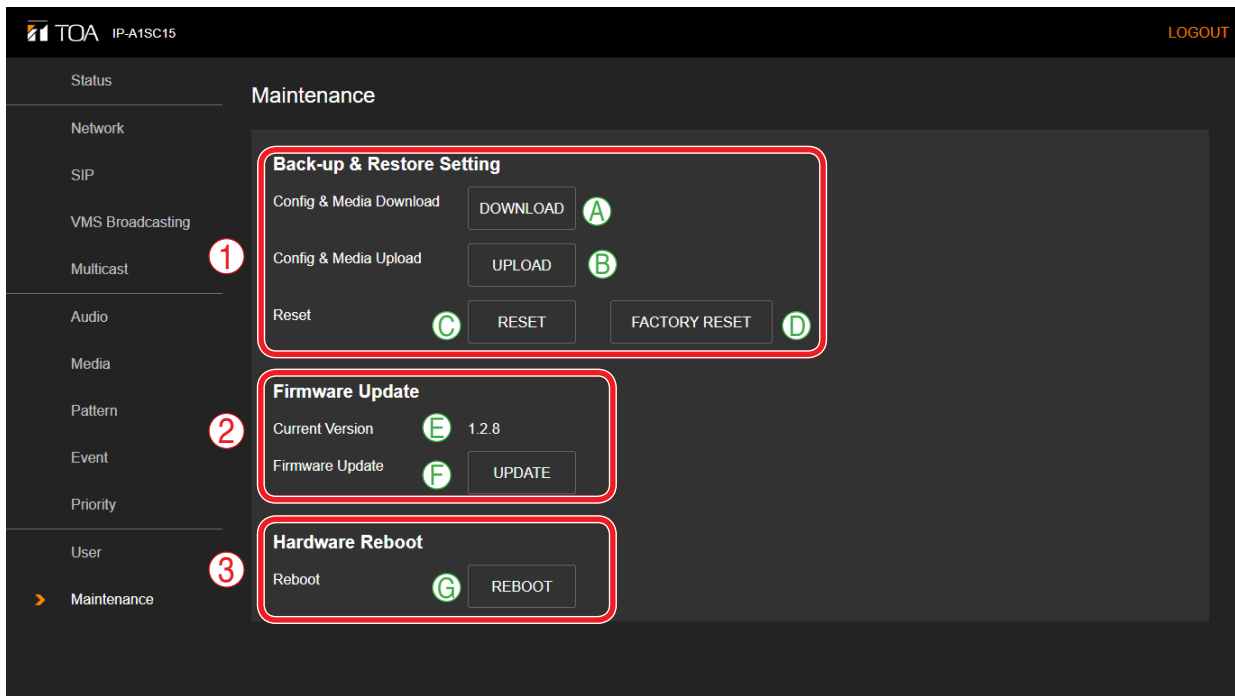 TOA IP-A1SC15 LOGOUT
Status
Network
SIP
VMS Broadcasting
Multicast
Audio
Media
Pattern
Event
Priority
User
Maintenance
Maintenance
1
Back-up & Restore Setting
Config & Media Download DOWNLOAD A
Config & Media Upload UPLOAD B
Reset C RESET FACTORY RESET D
2
Firmware Update
Current Version E 1.2.8
Firmware Update F UPDATE
3
Hardware Reboot
Reboot G REBOOT